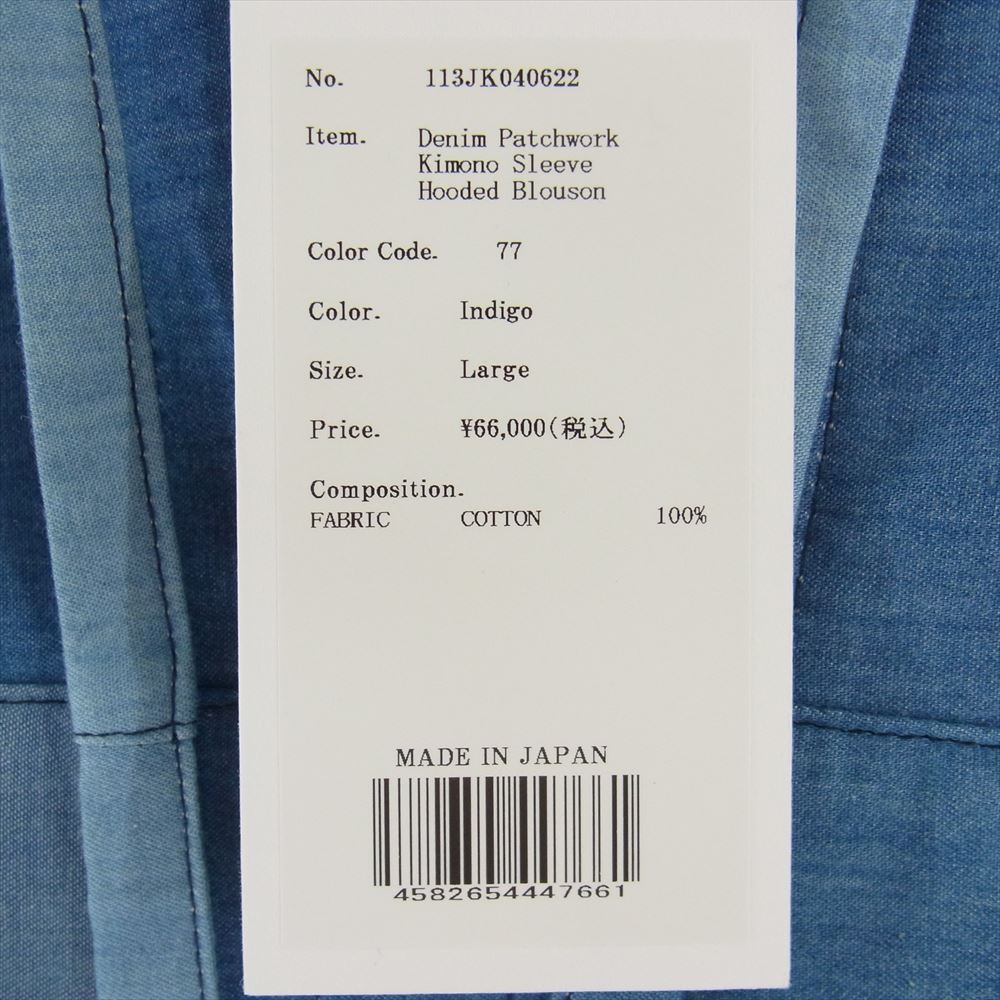 No. 113JK040622
Item. Denim Patchwork
Kimono Sleeve
Hooded Blouson
Color Code. 77
Color. Indigo
Size. Large
Price. ¥66,000(税込)
Composition.
FABRIC COTTON 100%
MADE IN JAPAN
4582654447661